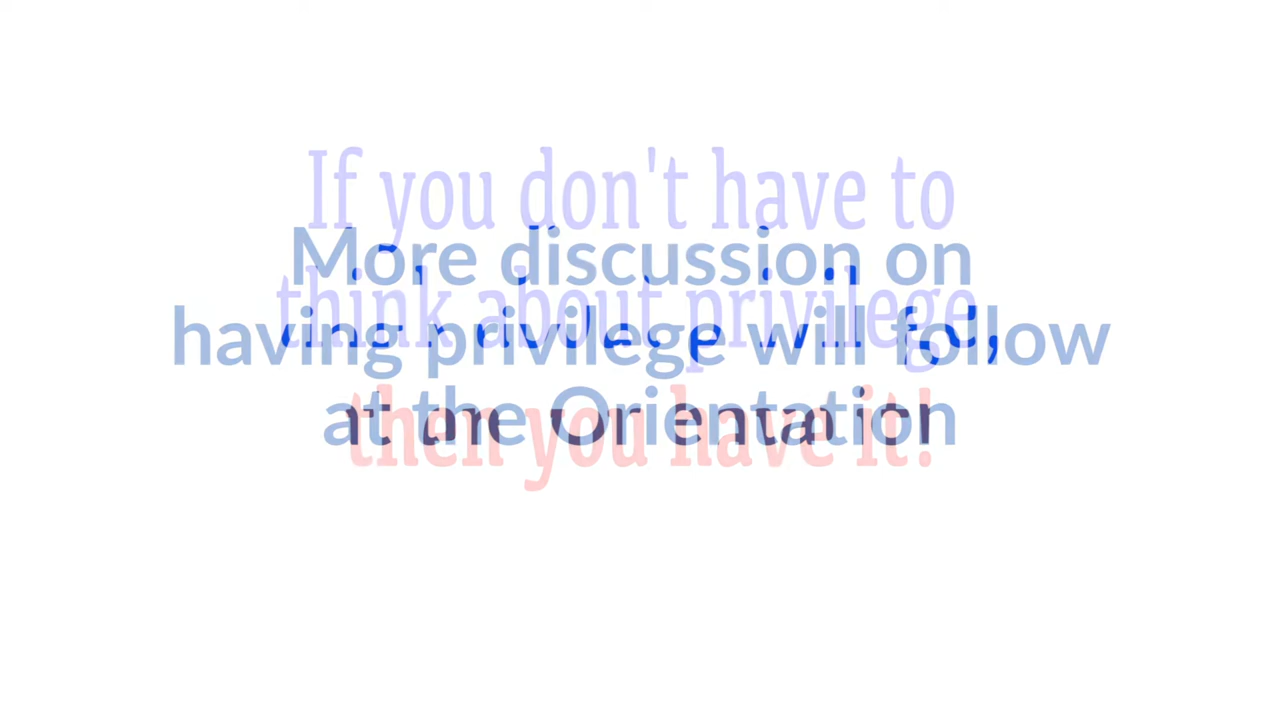 If you don't have to
think about privilege,
then you have it!
More discussion on
having privilege will follow
at the Orientation